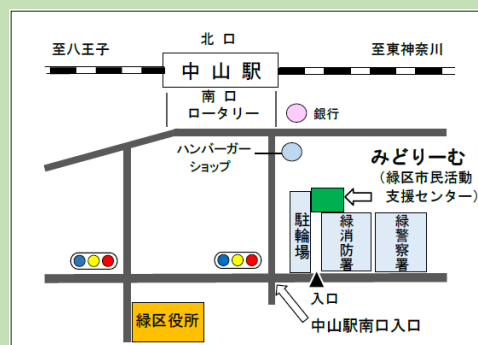 北 口
至八王子
至東神奈川
中 山 駅
南 口
ロータリー
銀行
ハンバーガー
ショップ
みどりーむ
（緑区市民活動
支援センター）
駐輪場
緑消防署
緑警察署
入口
緑区役所
中山駅南口入口